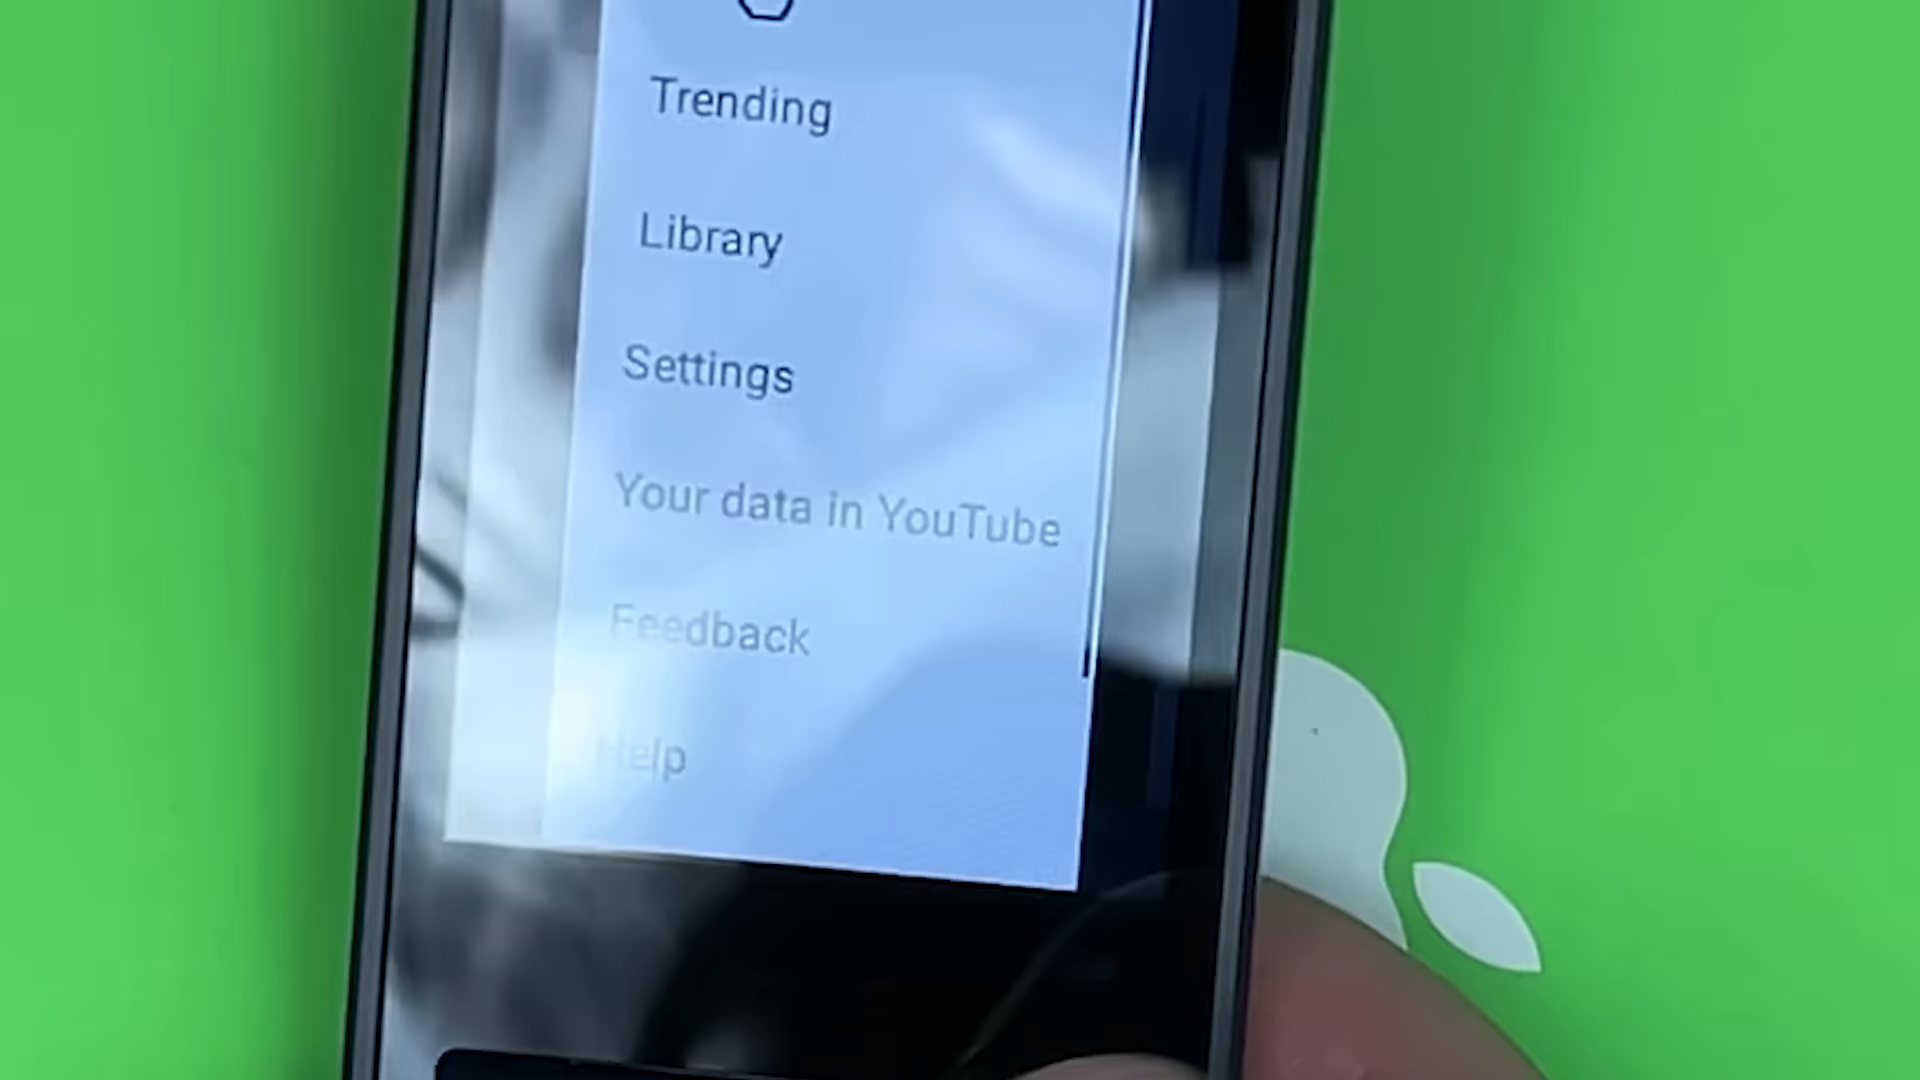 Trending
Library
Settings
Your data in YouTube
Feedback
Help